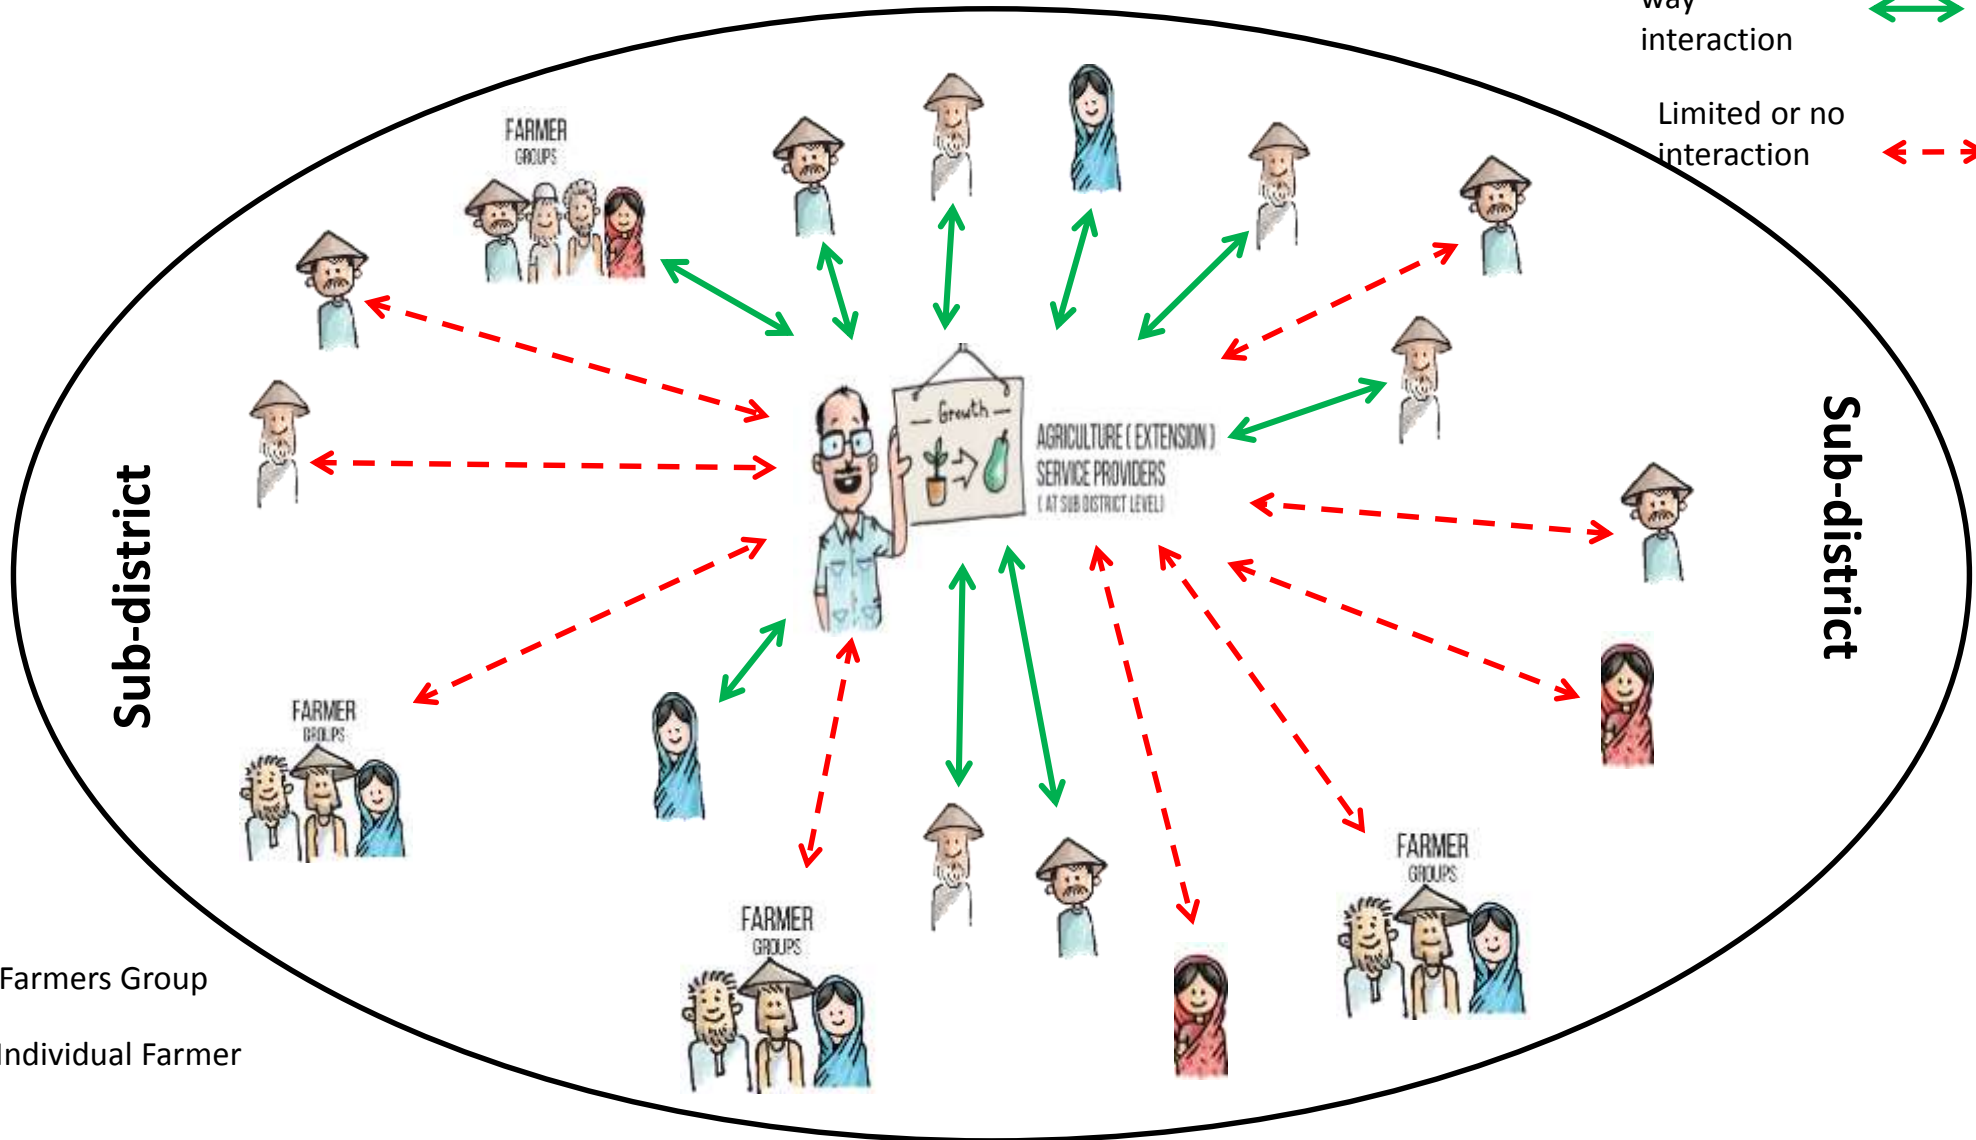 way
interaction
Limited or no
interaction
FARMER
GROUPS
Growth
AGRICULTURE ( EXTENSION )
SERVICE PROVIDERS
( AT SUB DISTRICT LEVEL)
Sub-district
Sub-district
FARMER
GROUPS
FARMER
GROUPS
FARMER
GROUPS
Farmers Group
Individual Farmer